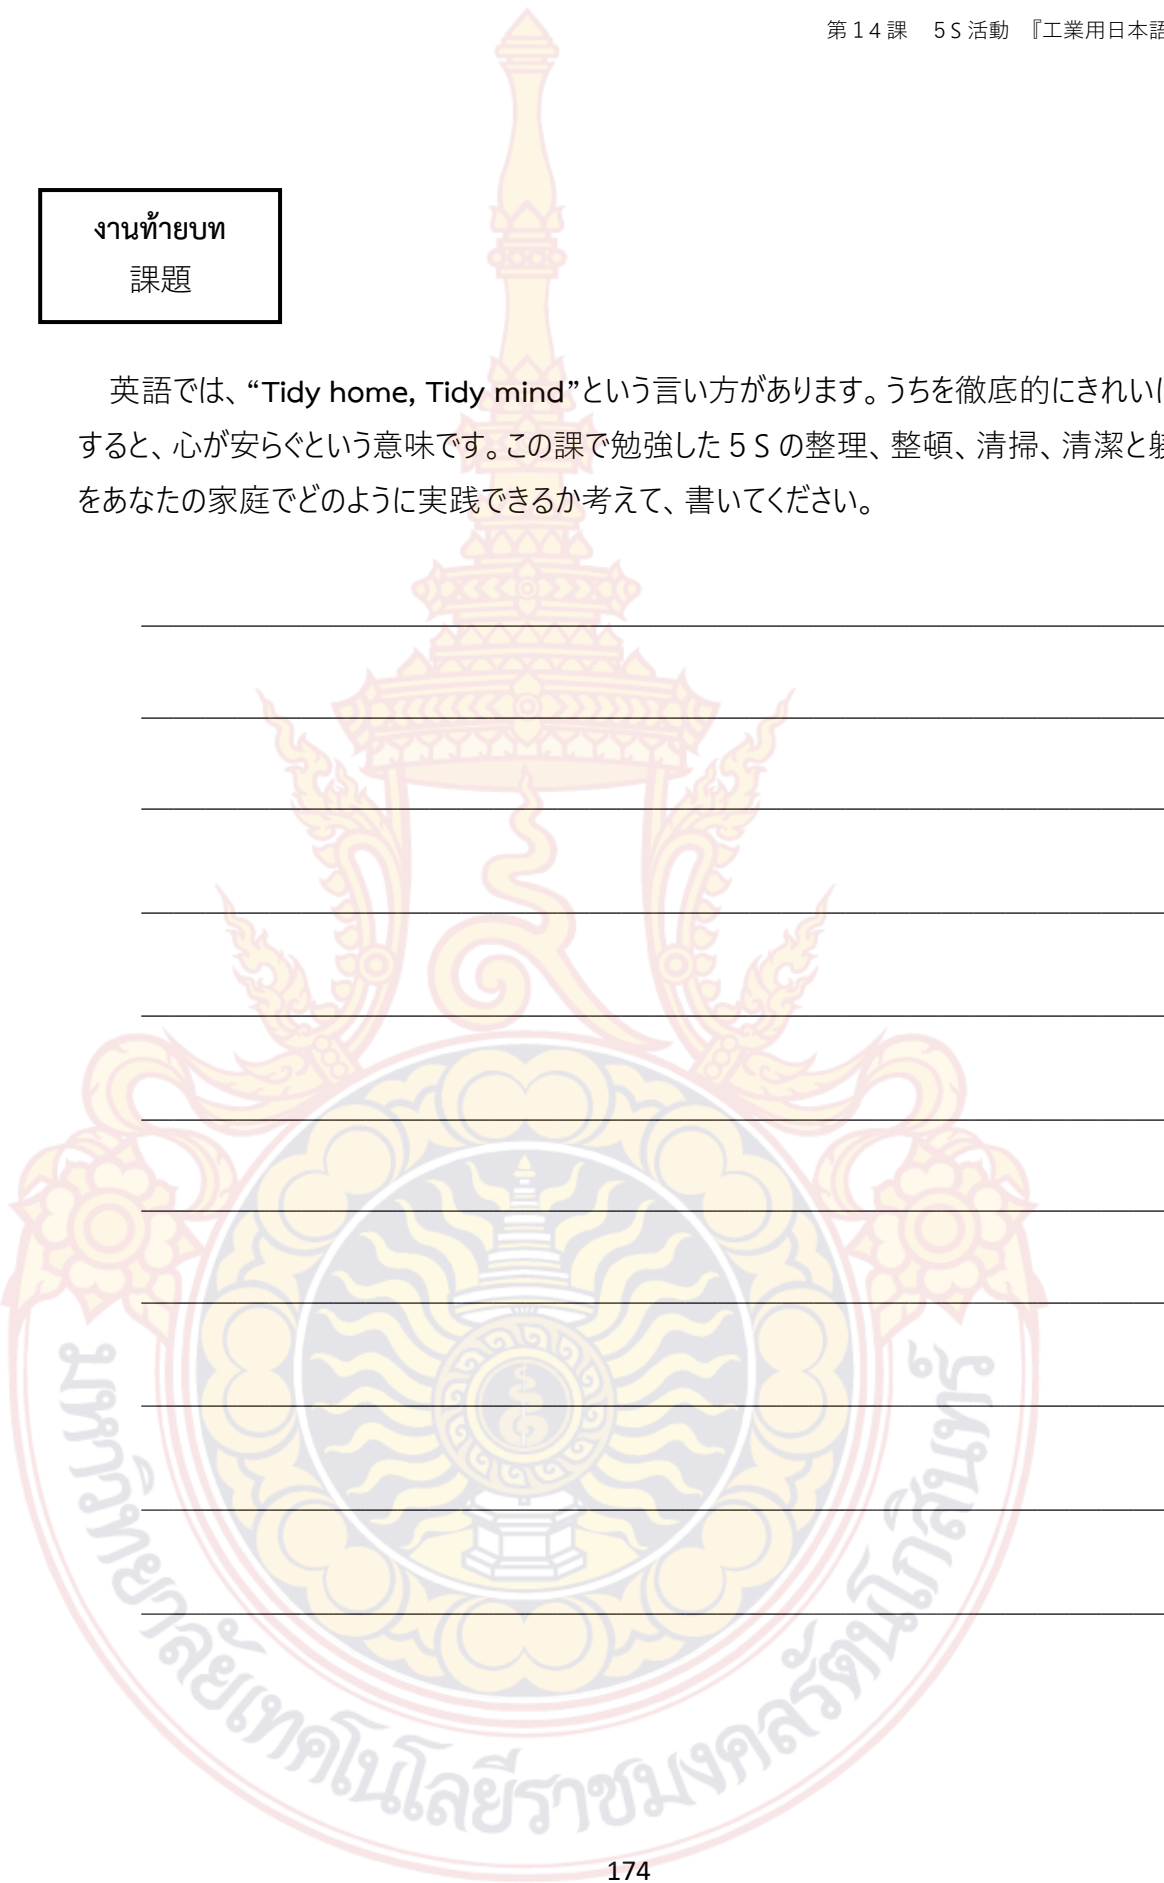 第14課　5S活動　『工業用日本語
งานท้ายบท
課題
英語では、“Tidy home, Tidy mind”という言い方があります。うちを徹底的にきれいに
すると、心が安らぐという意味です。この課で勉強した5Sの整理、整頓、清掃、清潔と躾
をあなたの家庭でどのように実践できるか考えて、書いてください。
มหาวิทยาลัยเทคโนโลยีราชมงคลรัตนโกสินทร์
174